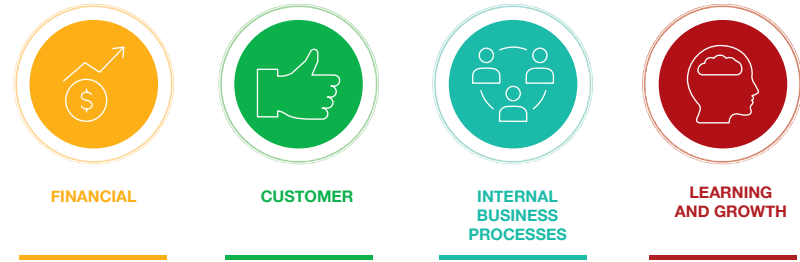 $
FINANCIAL
CUSTOMER
INTERNAL
BUSINESS
PROCESSES
LEARNING
AND GROWTH